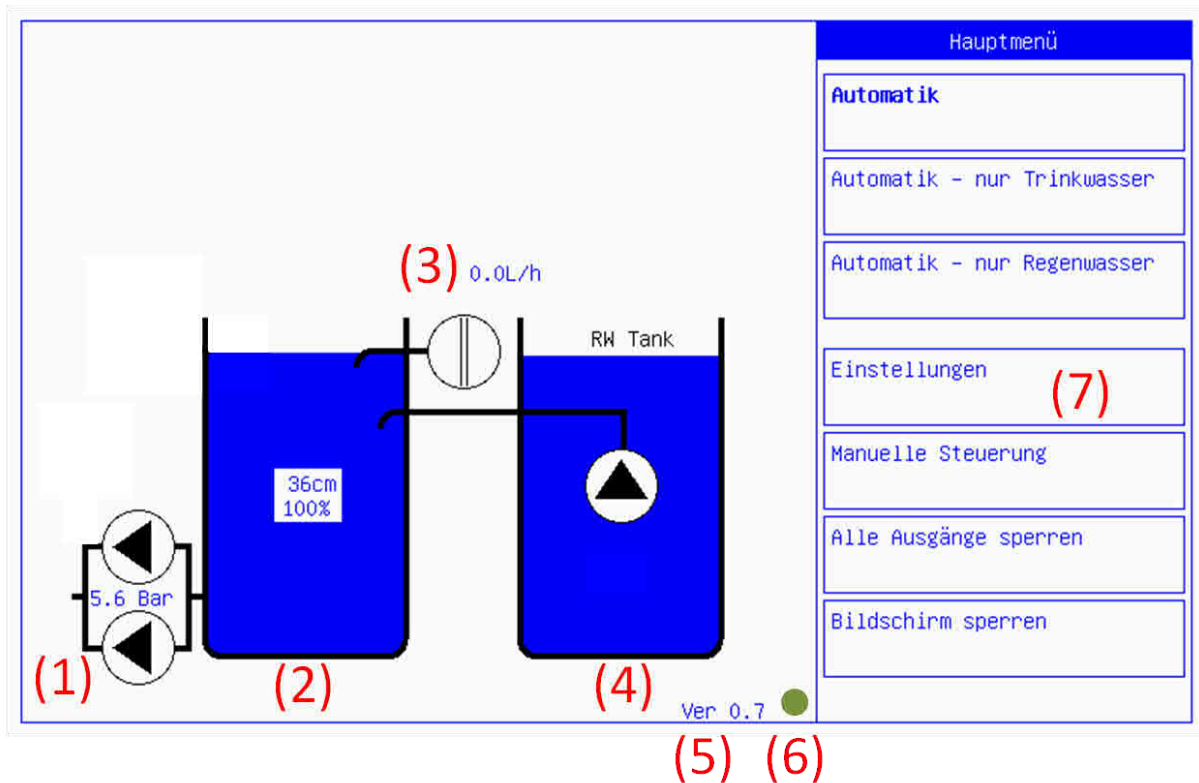 Hauptmenü
Automatik
Automatik - nur Trinkwasser
Automatik - nur Regenwasser
(3) 0.0L/h
RW Tank
Einstellungen
(7)
Manuelle Steuerung
36cm
100%
Alle Ausgänge sperren
5.6 Bar
Bildschirm sperren
(1)
(2)
(4)
Ver 0.7
(5)
(6)